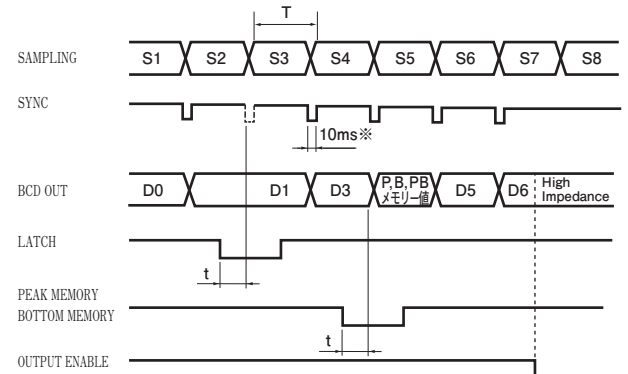 T
SAMPLING S1 S2 S3 S4 S5 S6 S7 S8
SYNC
10ms※
BCD OUT D0 D1 D3 P,B,PB メモリー値 D5 D6 High Impedance
LATCH
t
PEAK MEMORY
BOTTOM MEMORY
t
OUTPUT ENABLE